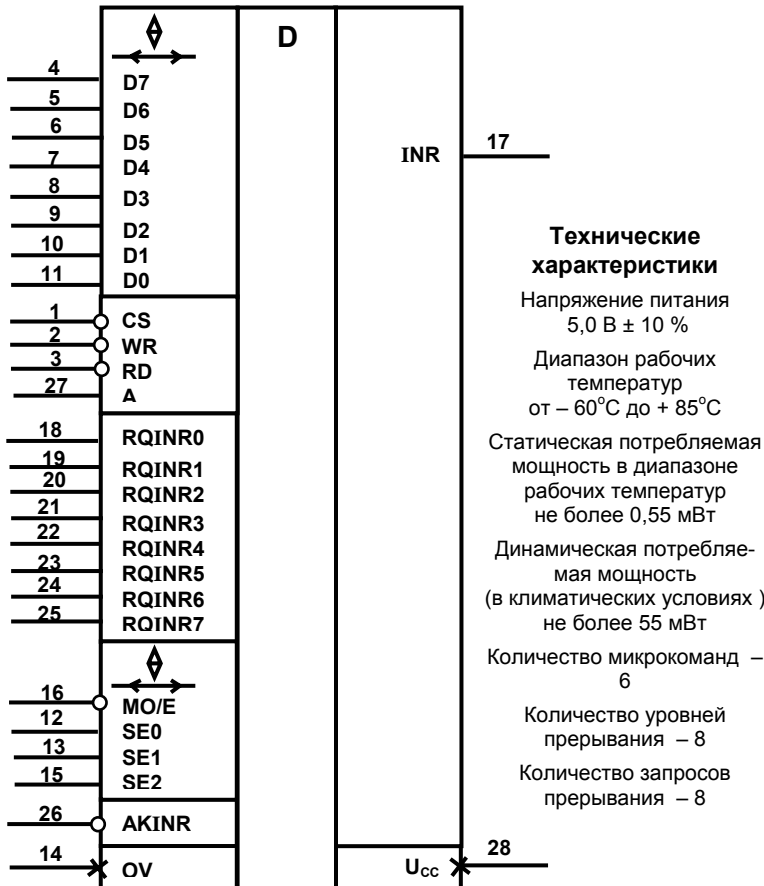 D
4 D7
5 D6
6 D5
7 D4
8 D3
9 D2
10 D1
11 D0
1 CS
2 WR
3 RD
27 A
18 RQINR0
19 RQINR1
20 RQINR2
21 RQINR3
22 RQINR4
23 RQINR5
24 RQINR6
25 RQINR7
16 MO/E
12 SE0
13 SE1
15 SE2
26 AKINR
14 OV
INR 17
Ucc 28
Технические
характеристики
Напряжение питания
5,0 В ± 10 %
Диапазон рабочих
температур
от – 60°С до + 85°С
Статическая потребляемая
мощность в диапазоне
рабочих температур
не более 0,55 мВт
Динамическая потребляе-
мая мощность
(в климатических условиях )
не более 55 мВт
Количество микрокоманд –
6
Количество уровней
прерывания – 8
Количество запросов
прерывания – 8